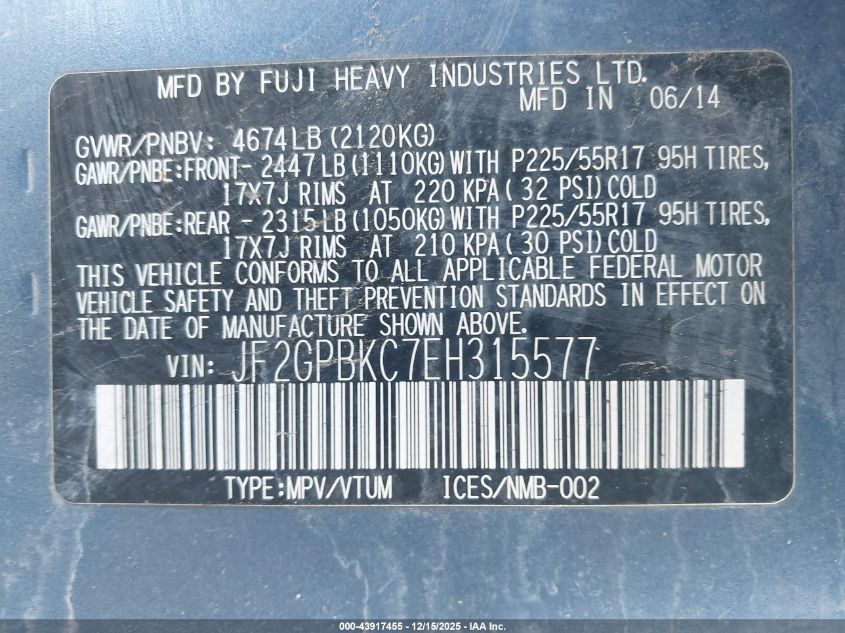 MFD BY FUJI HEAVY INDUSTRIES LTD.
MFD IN 06/14
GVWR/PNBV: 4674LB(2120KG)
GAWR/PNBE:FRONT- 2447LB(1110KG)WITH P225/55R17 95H TIRES,
17X7J RIMS AT 220 KPA(32 PSI)COLD
GAWR/PNBE:REAR - 2315LB(1050KG)WITH P225/55R17 95H TIRES,
17X7J RIMS AT 210 KPA(30 PSI)COLD
THIS VEHICLE CONFORMS TO ALL APPLICABLE FEDERAL MOTOR
VEHICLE SAFETY AND THEFT PREVENTION STANDARDS IN EFFECT ON
THE DATE OF MANUFACTURE SHOWN ABOVE.
VIN: JF2GPBKC7EH315577
TYPE:MPV/VTUM ICES/NMB-002
000-43917455 - 12/15/2025 - IAA Inc.